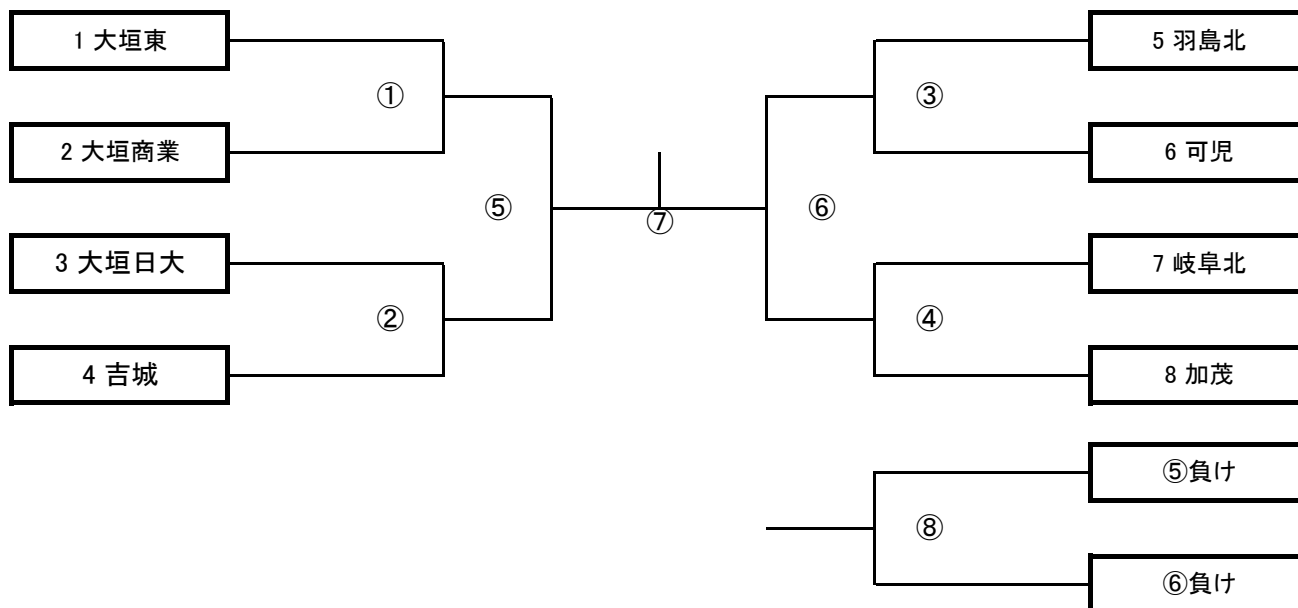 1 大垣東
①
2 大垣商業
3 大垣日大
②
4 吉城
⑤
⑦
⑥
5 羽島北
③
6 可児
7 岐阜北
④
8 加茂
⑤負け
⑧
⑥負け